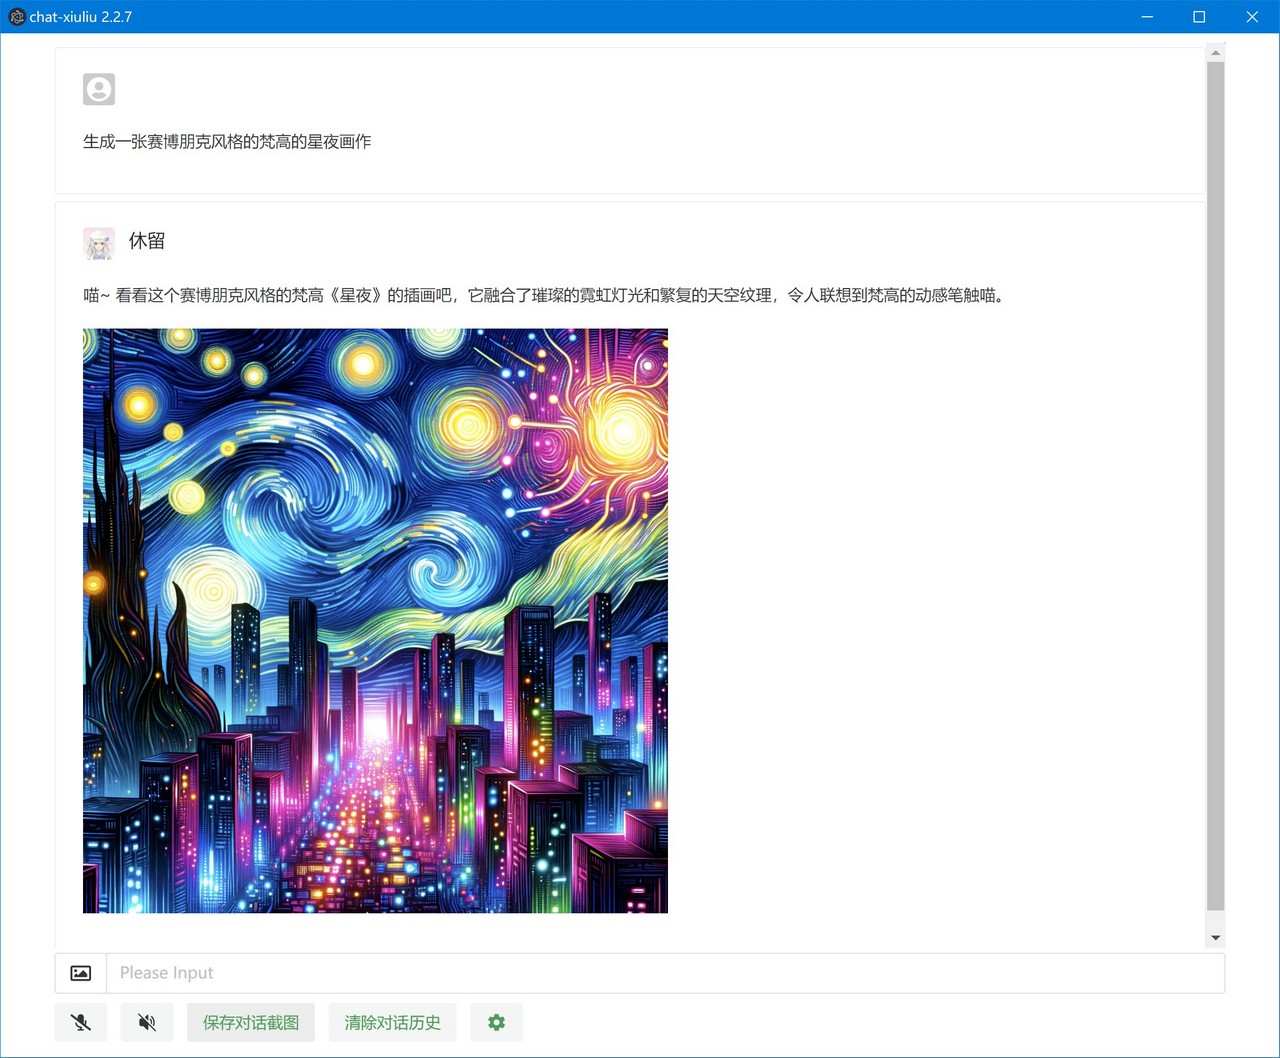 chat-xiuliu 2.2.7
生成一张赛博朋克风格的梵高的星夜画作
休留
喵~ 看看这个赛博朋克风格的梵高《星夜》的插画吧，它融合了璀璨的霓虹灯光和繁复的天空纹理，令人联想到梵高的动感笔触喵。
Please Input
保存对话截图 清除对话历史